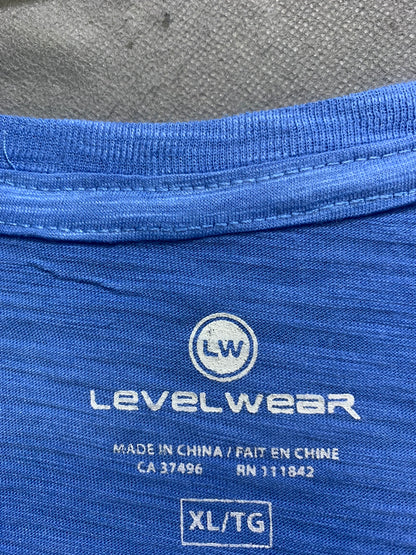 LW
LEVELWEAR
MADE IN CHINA / FAIT EN CHINE
CA 37496 RN 111842
XL/TG